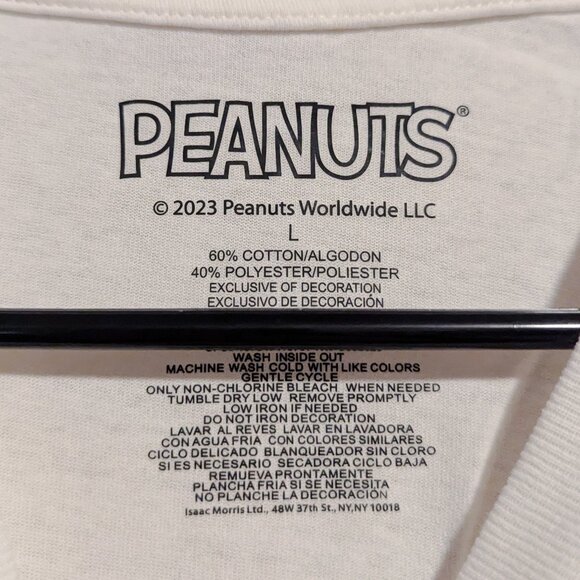 PEANUTS®
© 2023 Peanuts Worldwide LLC
L
60% COTTON/ALGODON
40% POLYESTER/POLIESTER
EXCLUSIVE OF DECORATION
EXCLUSIVO DE DECORACIÓN
WASH INSIDE OUT
MACHINE WASH COLD WITH LIKE COLORS
GENTLE CYCLE
ONLY NON-CHLORINE BLEACH WHEN NEEDED
TUMBLE DRY LOW REMOVE PROMPTLY
LOW IRON IF NEEDED
DO NOT IRON DECORATION
LAVAR AL REVES LAVAR EN LAVADORA
CON AGUA FRIA CON COLORES SIMILARES
CICLO DELICADO BLANQUEADOR SIN CLORO
SI ES NECESARIO SECADORA CICLO BAJA
REMUEVA PRONTAMENTE
PLANCHA FRIA SI SE NECESITA
NO PLANCHE LA DECORACION
Isaac Morris Ltd., 48W 37th St., NY,NY 10018